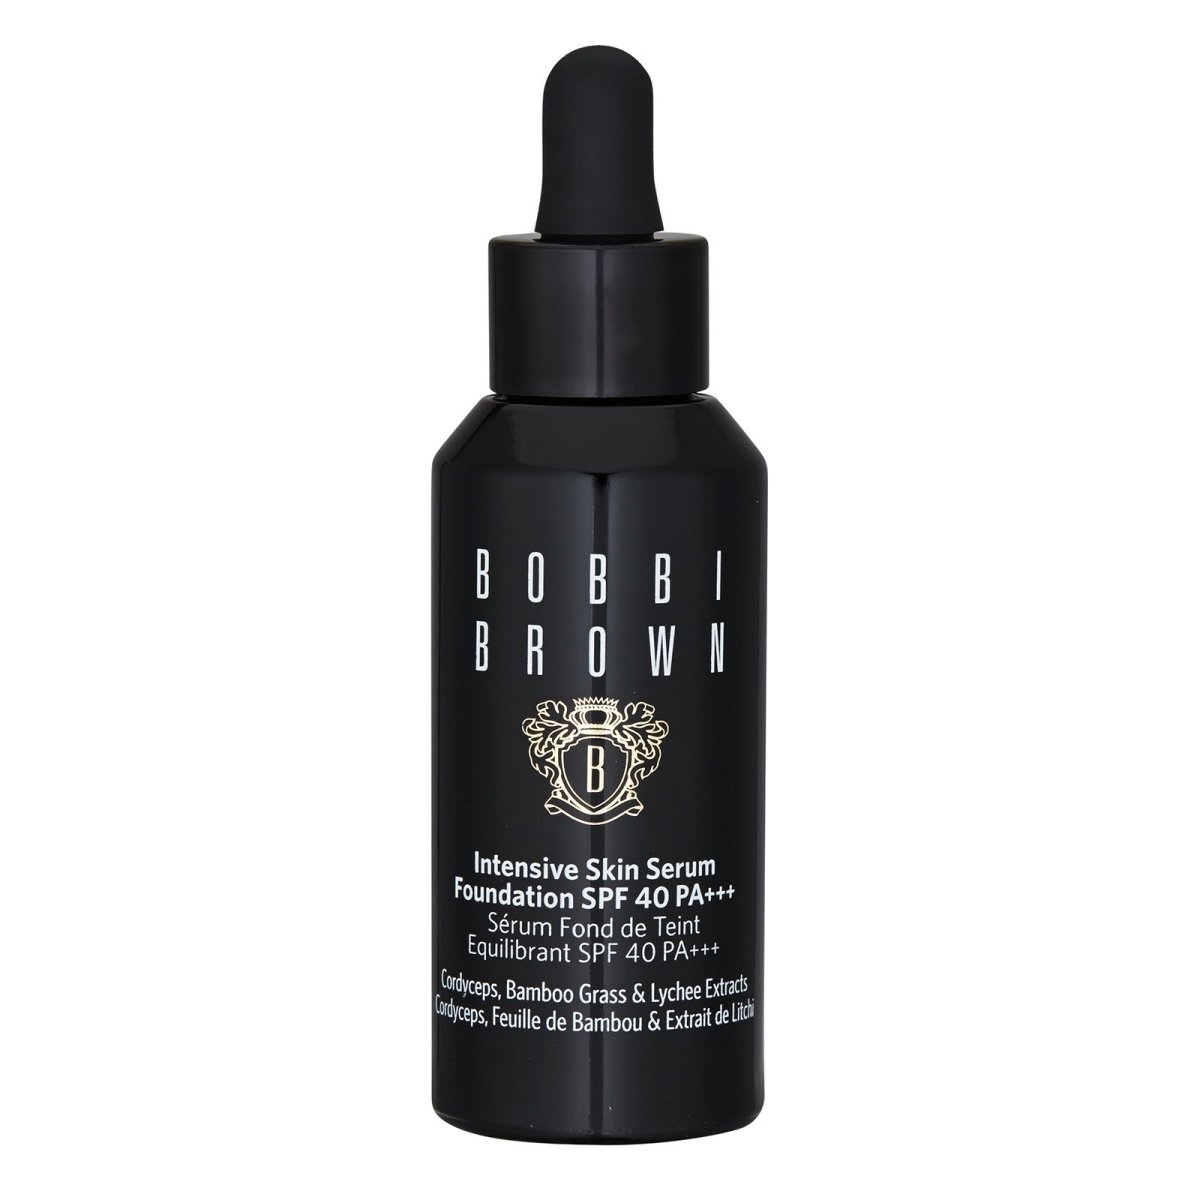 BOBBI
BROWN
B
Intensive Skin Serum
Foundation SPF 40 PA+++
Sérum Fond de Teint
Equilibrant SPF 40 PA+++
Cordyceps, Bamboo Grass & Lychee Extracts
Cordyceps, Feuille de Bambou & Extrait de Litchi